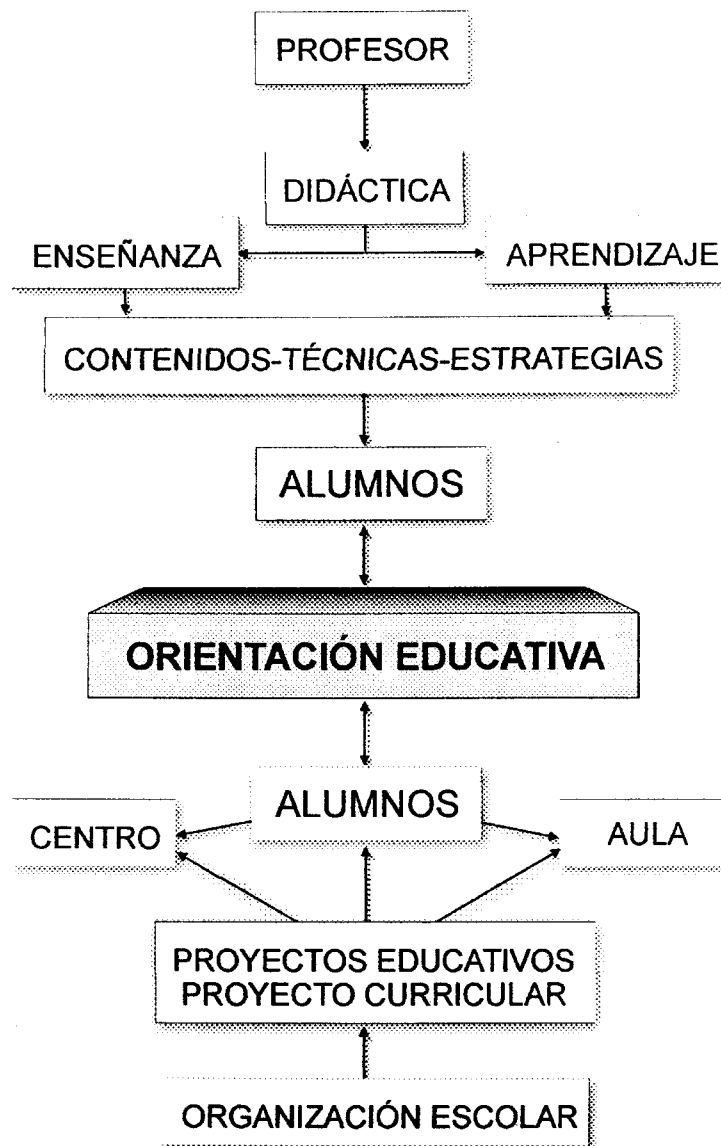 PROFESOR
DIDÁCTICA
ENSEÑANZA
APRENDIZAJE
CONTENIDOS-TÉCNICAS-ESTRATEGIAS
ALUMNOS
ORIENTACIÓN EDUCATIVA
ALUMNOS
CENTRO
AULA
PROYECTOS EDUCATIVOS
PROYECTO CURRICULAR
ORGANIZACIÓN ESCOLAR